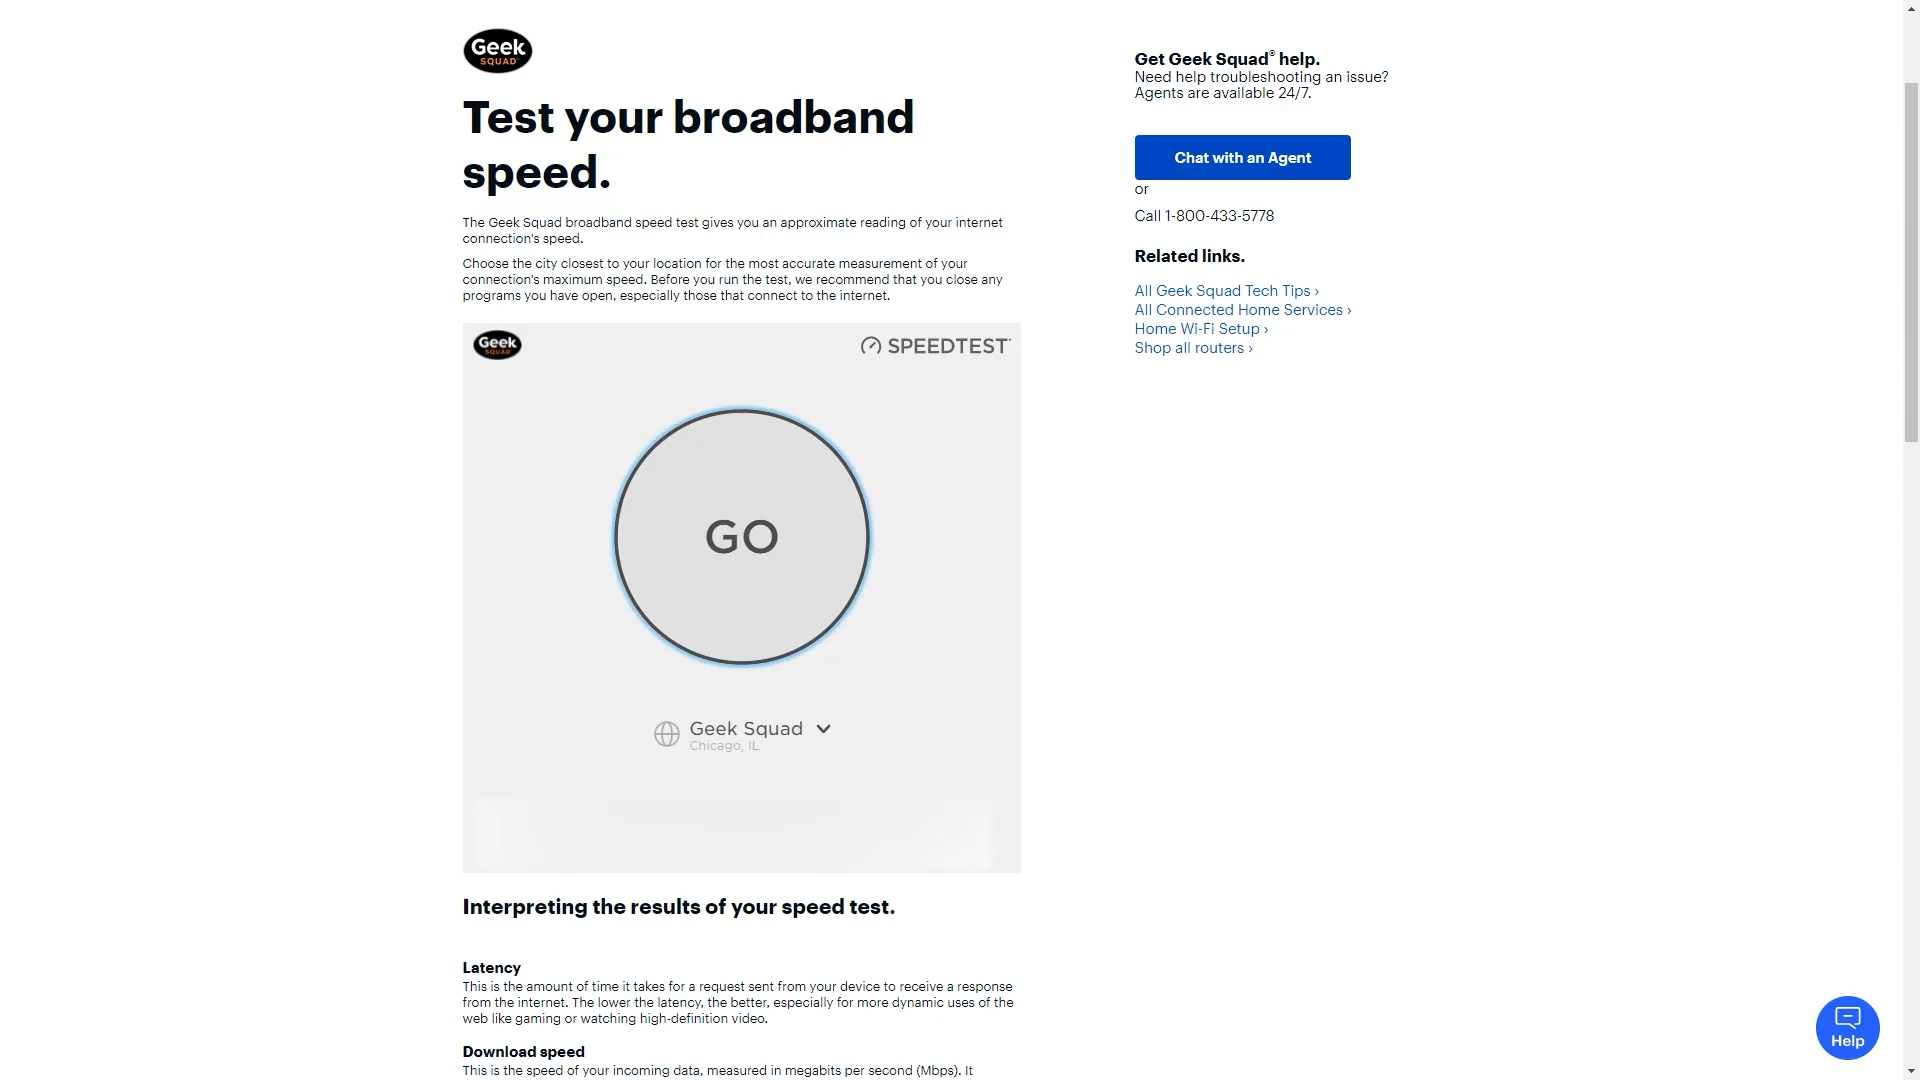 Geek
SQUAD
Test your broadband
speed.
The Geek Squad broadband speed test gives you an approximate reading of your internet
connection's speed.
Choose the city closest to your location for the most accurate measurement of your
connection's maximum speed. Before you run the test, we recommend that you close any
programs you have open, especially those that connect to the internet.
Geek
SQUAD
SPEEDTEST
GO
Geek Squad
Chicago, IL
Interpreting the results of your speed test.
Latency
This is the amount of time it takes for a request sent from your device to receive a response
from the internet. The lower the latency, the better, especially for more dynamic uses of the
web like gaming or watching high-definition video.
Download speed
This is the speed of your incoming data, measured in megabits per second (Mbps). It
Get Geek Squad® help.
Need help troubleshooting an issue?
Agents are available 24/7.
Chat with an Agent
or
Call 1-800-433-5778
Related links.
All Geek Squad Tech Tips ›
All Connected Home Services ›
Home Wi-Fi Setup ›
Shop all routers ›
Help